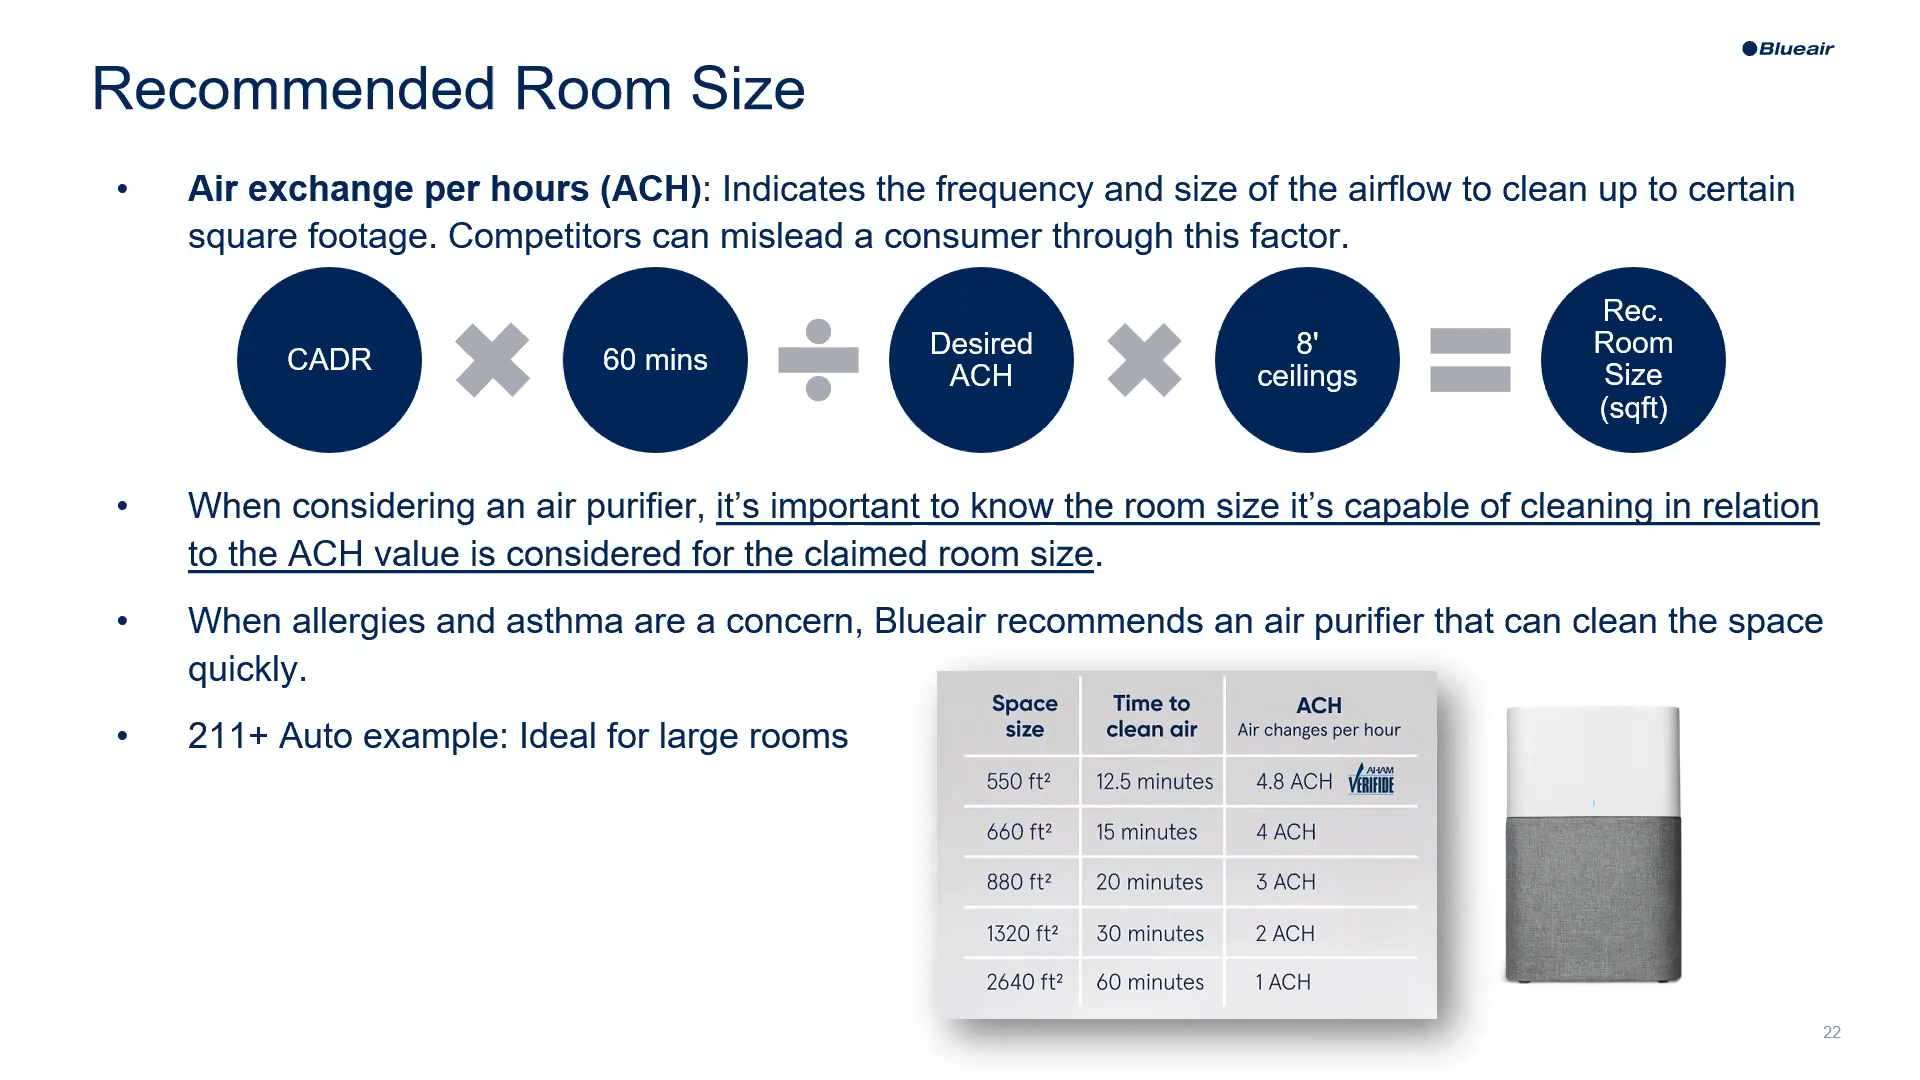 Blueair
Recommended Room Size
• Air exchange per hours (ACH): Indicates the frequency and size of the airflow to clean up to certain
square footage. Competitors can mislead a consumer through this factor.
CADR
60 mins
Desired
ACH
8'
ceilings
Rec.
Room
Size
(sqft)
• When considering an air purifier, it’s important to know the room size it’s capable of cleaning in relation
to the ACH value is considered for the claimed room size.
• When allergies and asthma are a concern, Blueair recommends an air purifier that can clean the space
quickly.
• 211+ Auto example: Ideal for large rooms
Space
size
Time to
clean air
ACH
Air changes per hour
550 ft² 12.5 minutes 4.8 ACH AHAM VERIFIDE
660 ft² 15 minutes 4 ACH
880 ft² 20 minutes 3 ACH
1320 ft² 30 minutes 2 ACH
2640 ft² 60 minutes 1 ACH
22